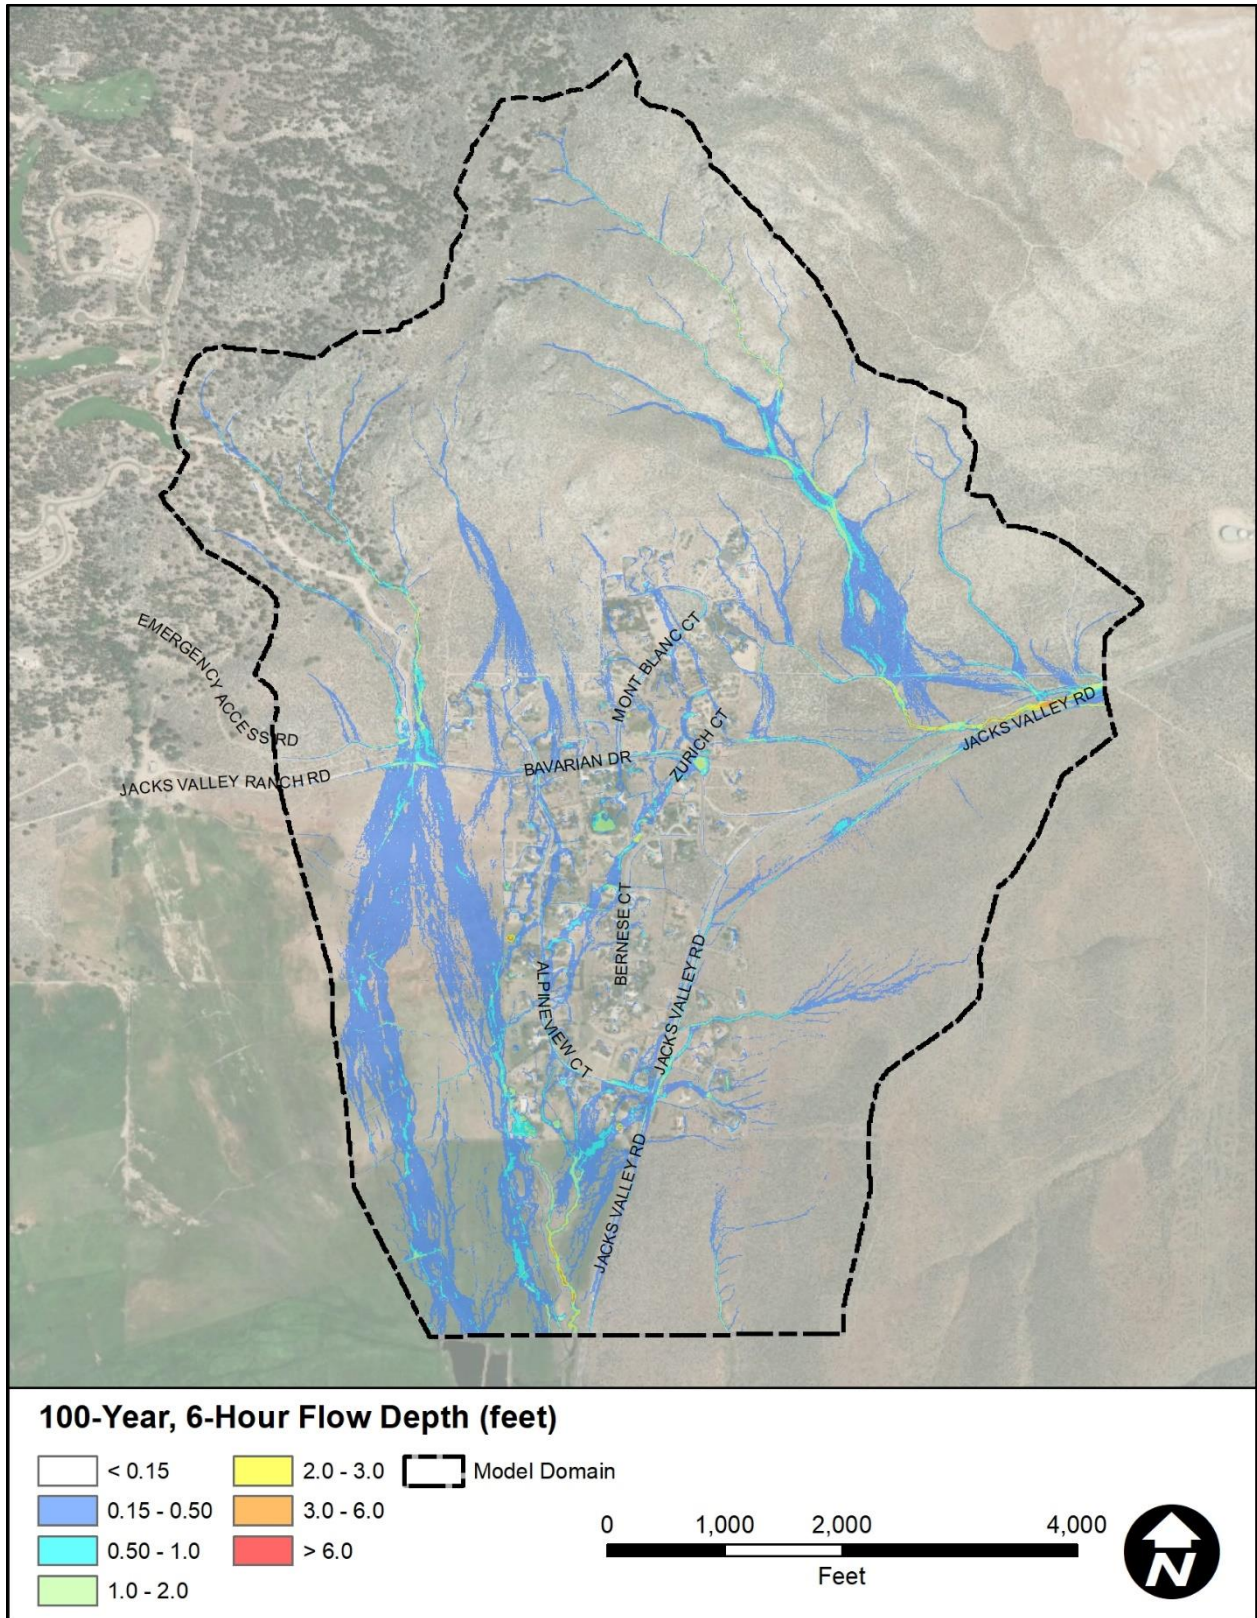 EMERGENCY ACCESS RD
JACKS VALLEY RANCH RD
BAVARIAN DR
MONT BLANC CT
ZURICH CT
JACKS VALLEY RD
BERNESE CT
JACKS VALLEY RD
ALPINEVIEW CT
JACKS VALLEY RD
100-Year, 6-Hour Flow Depth (feet)
< 0.15
0.15 - 0.50
0.50 - 1.0
1.0 - 2.0
2.0 - 3.0
3.0 - 6.0
> 6.0
Model Domain
0 1,000 2,000 4,000
Feet
N